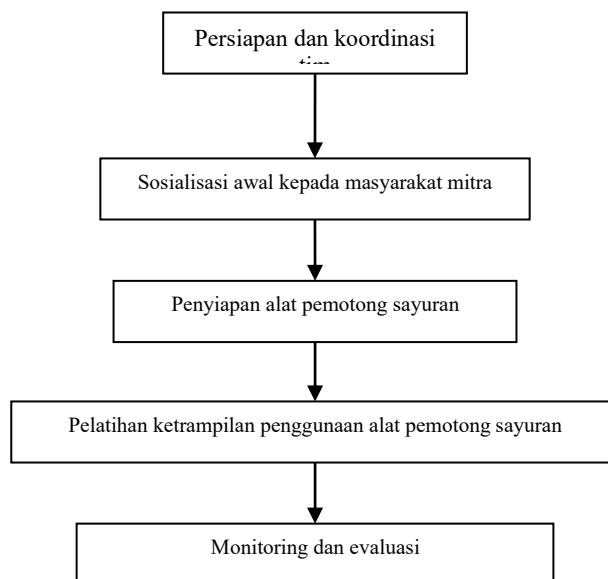 Persiapan dan koordinasi
tim
Sosialisasi awal kepada masyarakat mitra
Penyiapan alat pemotong sayuran
Pelatihan ketrampilan penggunaan alat pemotong sayuran
Monitoring dan evaluasi